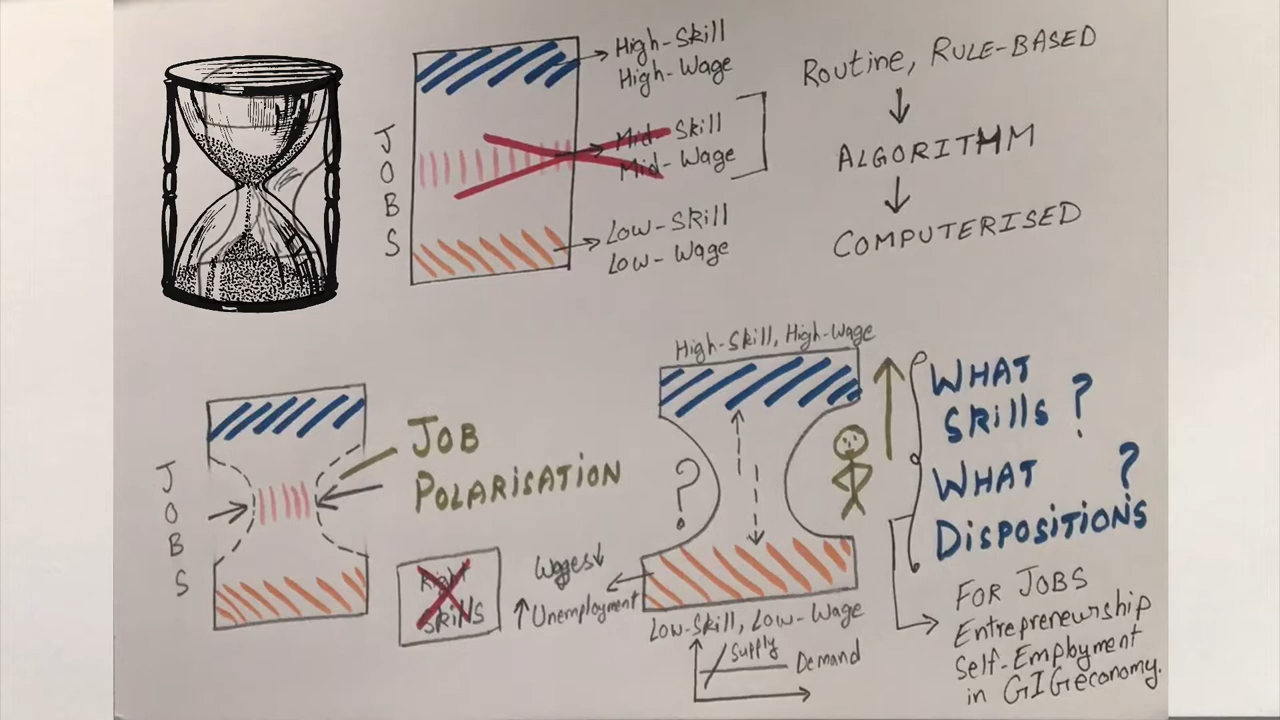 JOBS
High-Skill
High-Wage
Mid-Skill
Mid-Wage
Low-Skill
Low-Wage
Routine, RULE-BASED
ALGORITHM
COMPUTERISED
JOBS
JOB
POLARISATION
Right
Skills
Wages↓
↑ Unemployment
High-Skill, High-Wage
?
Low-Skill, Low-Wage
Supply
Demand
WHAT
Skills ?
WHAT ?
DISPOSITIONS
FOR JOBS
Entrepreneurship
Self-Employment
in GIG economy.